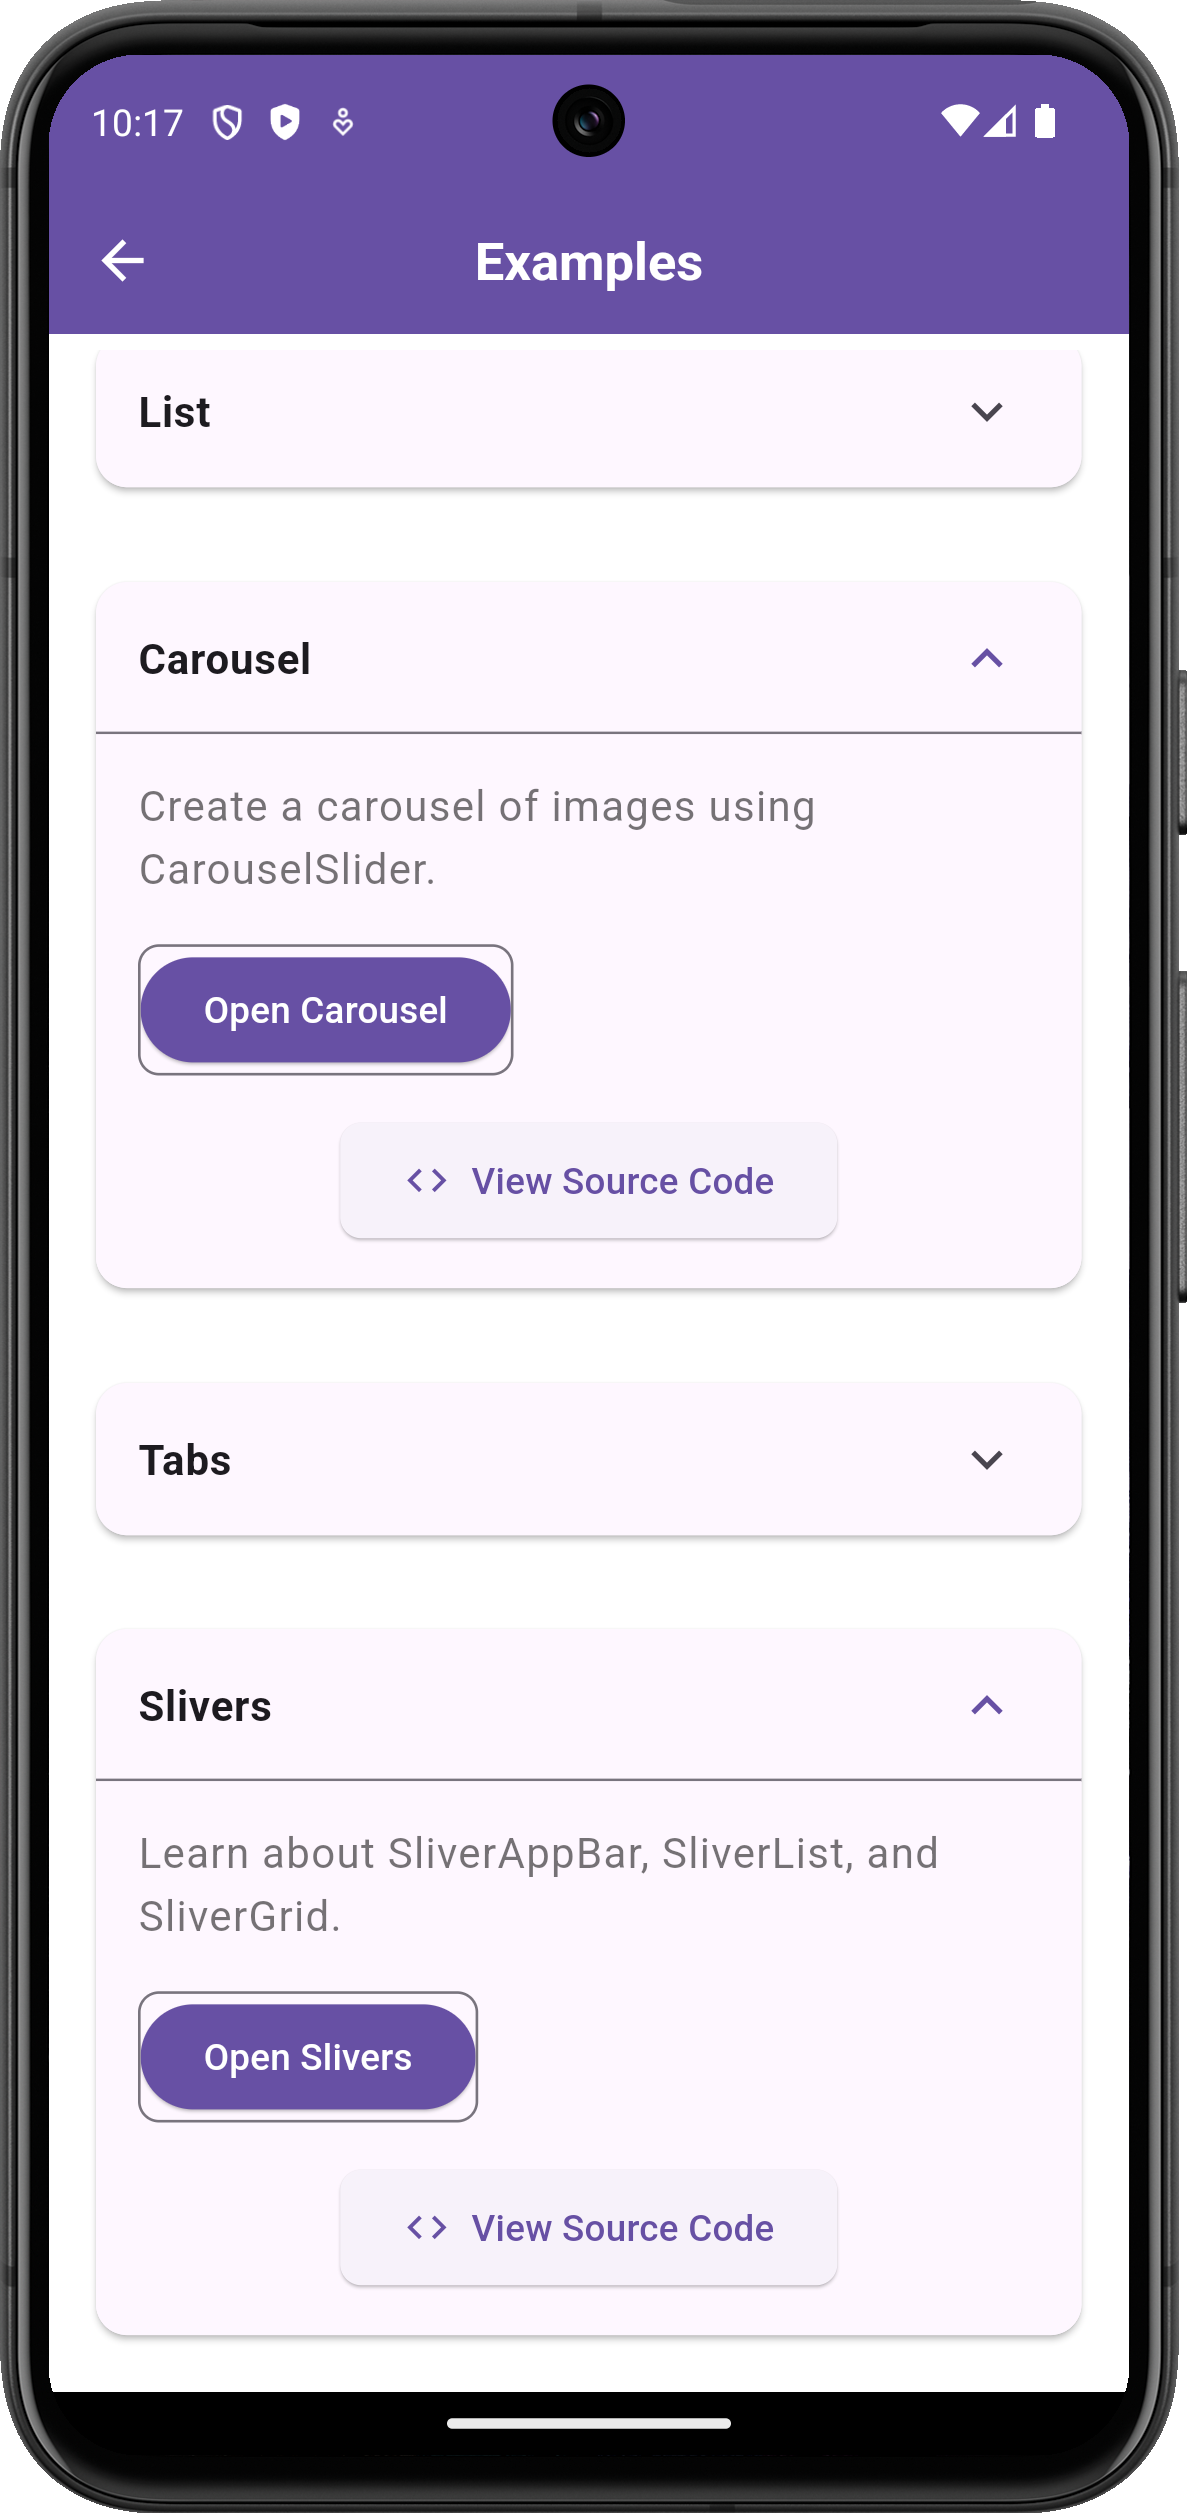 10:17
Examples
List
Carousel
Create a carousel of images using
CarouselSlider.
Open Carousel
<> View Source Code
Tabs
Slivers
Learn about SliverAppBar, SliverList, and
SliverGrid.
Open Slivers
<> View Source Code